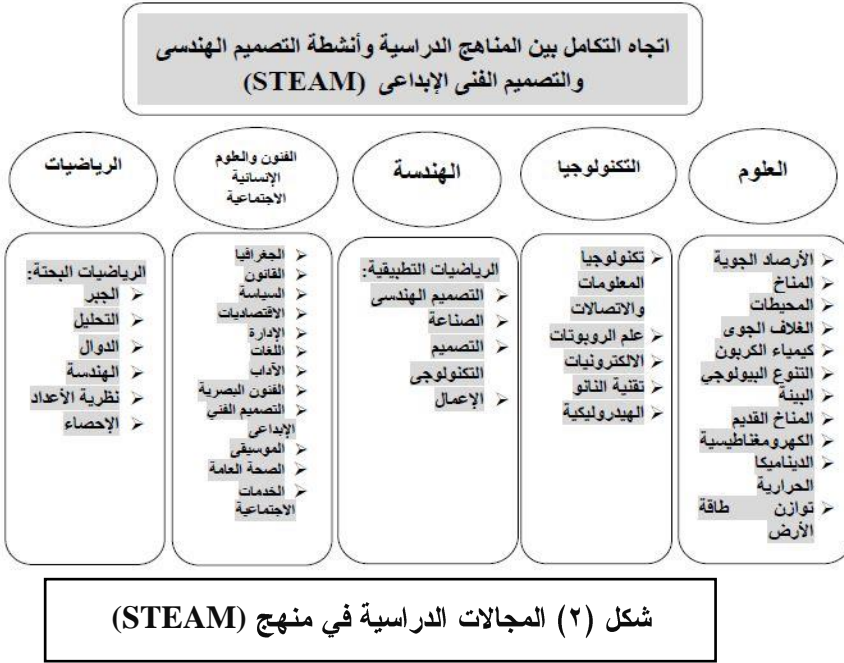 اتجاه التكامل بين المناهج الدراسية وأنشطة التصميم الهندسى
والتصميم الفنى الإبداعى (STEAM)
العلوم
الأرصاد الجوية
المناخ
المحيطات
الغلاف الجوى
كيمياء الكربون
التنوع البيولوجي
البيئة
المناخ القديم
الكهرومغناطيسية
الديناميكا
الحرارية
توازن طاقة
الأرض
التكنولوجيا
تكنولوجيا
المعلومات
والاتصالات
علم الروبوتات
الالكترونيات
تقنية النانو
الهيدروليكية
الهندسة
الرياضيات التطبيقية:
التصميم الهندسى
الصناعة
التصميم
التكنولوجى
الإعمال
الفنون والعلوم
الإنسانية
الاجتماعية
الجغرافيا
القانون
السياسة
الاقتصاديات
الإدارة
اللغات
الآداب
الفنون البصرية
التصميم الفني
الإبداعى
الموسيقى
الصحة العامة
الخدمات
الاجتماعية
الرياضيات
الرياضيات البحتة:
الجبر
التحليل
الدوال
الهندسة
نظرية الأعداد
الإحصاء
شكل (٢) المجالات الدراسية في منهج (STEAM)